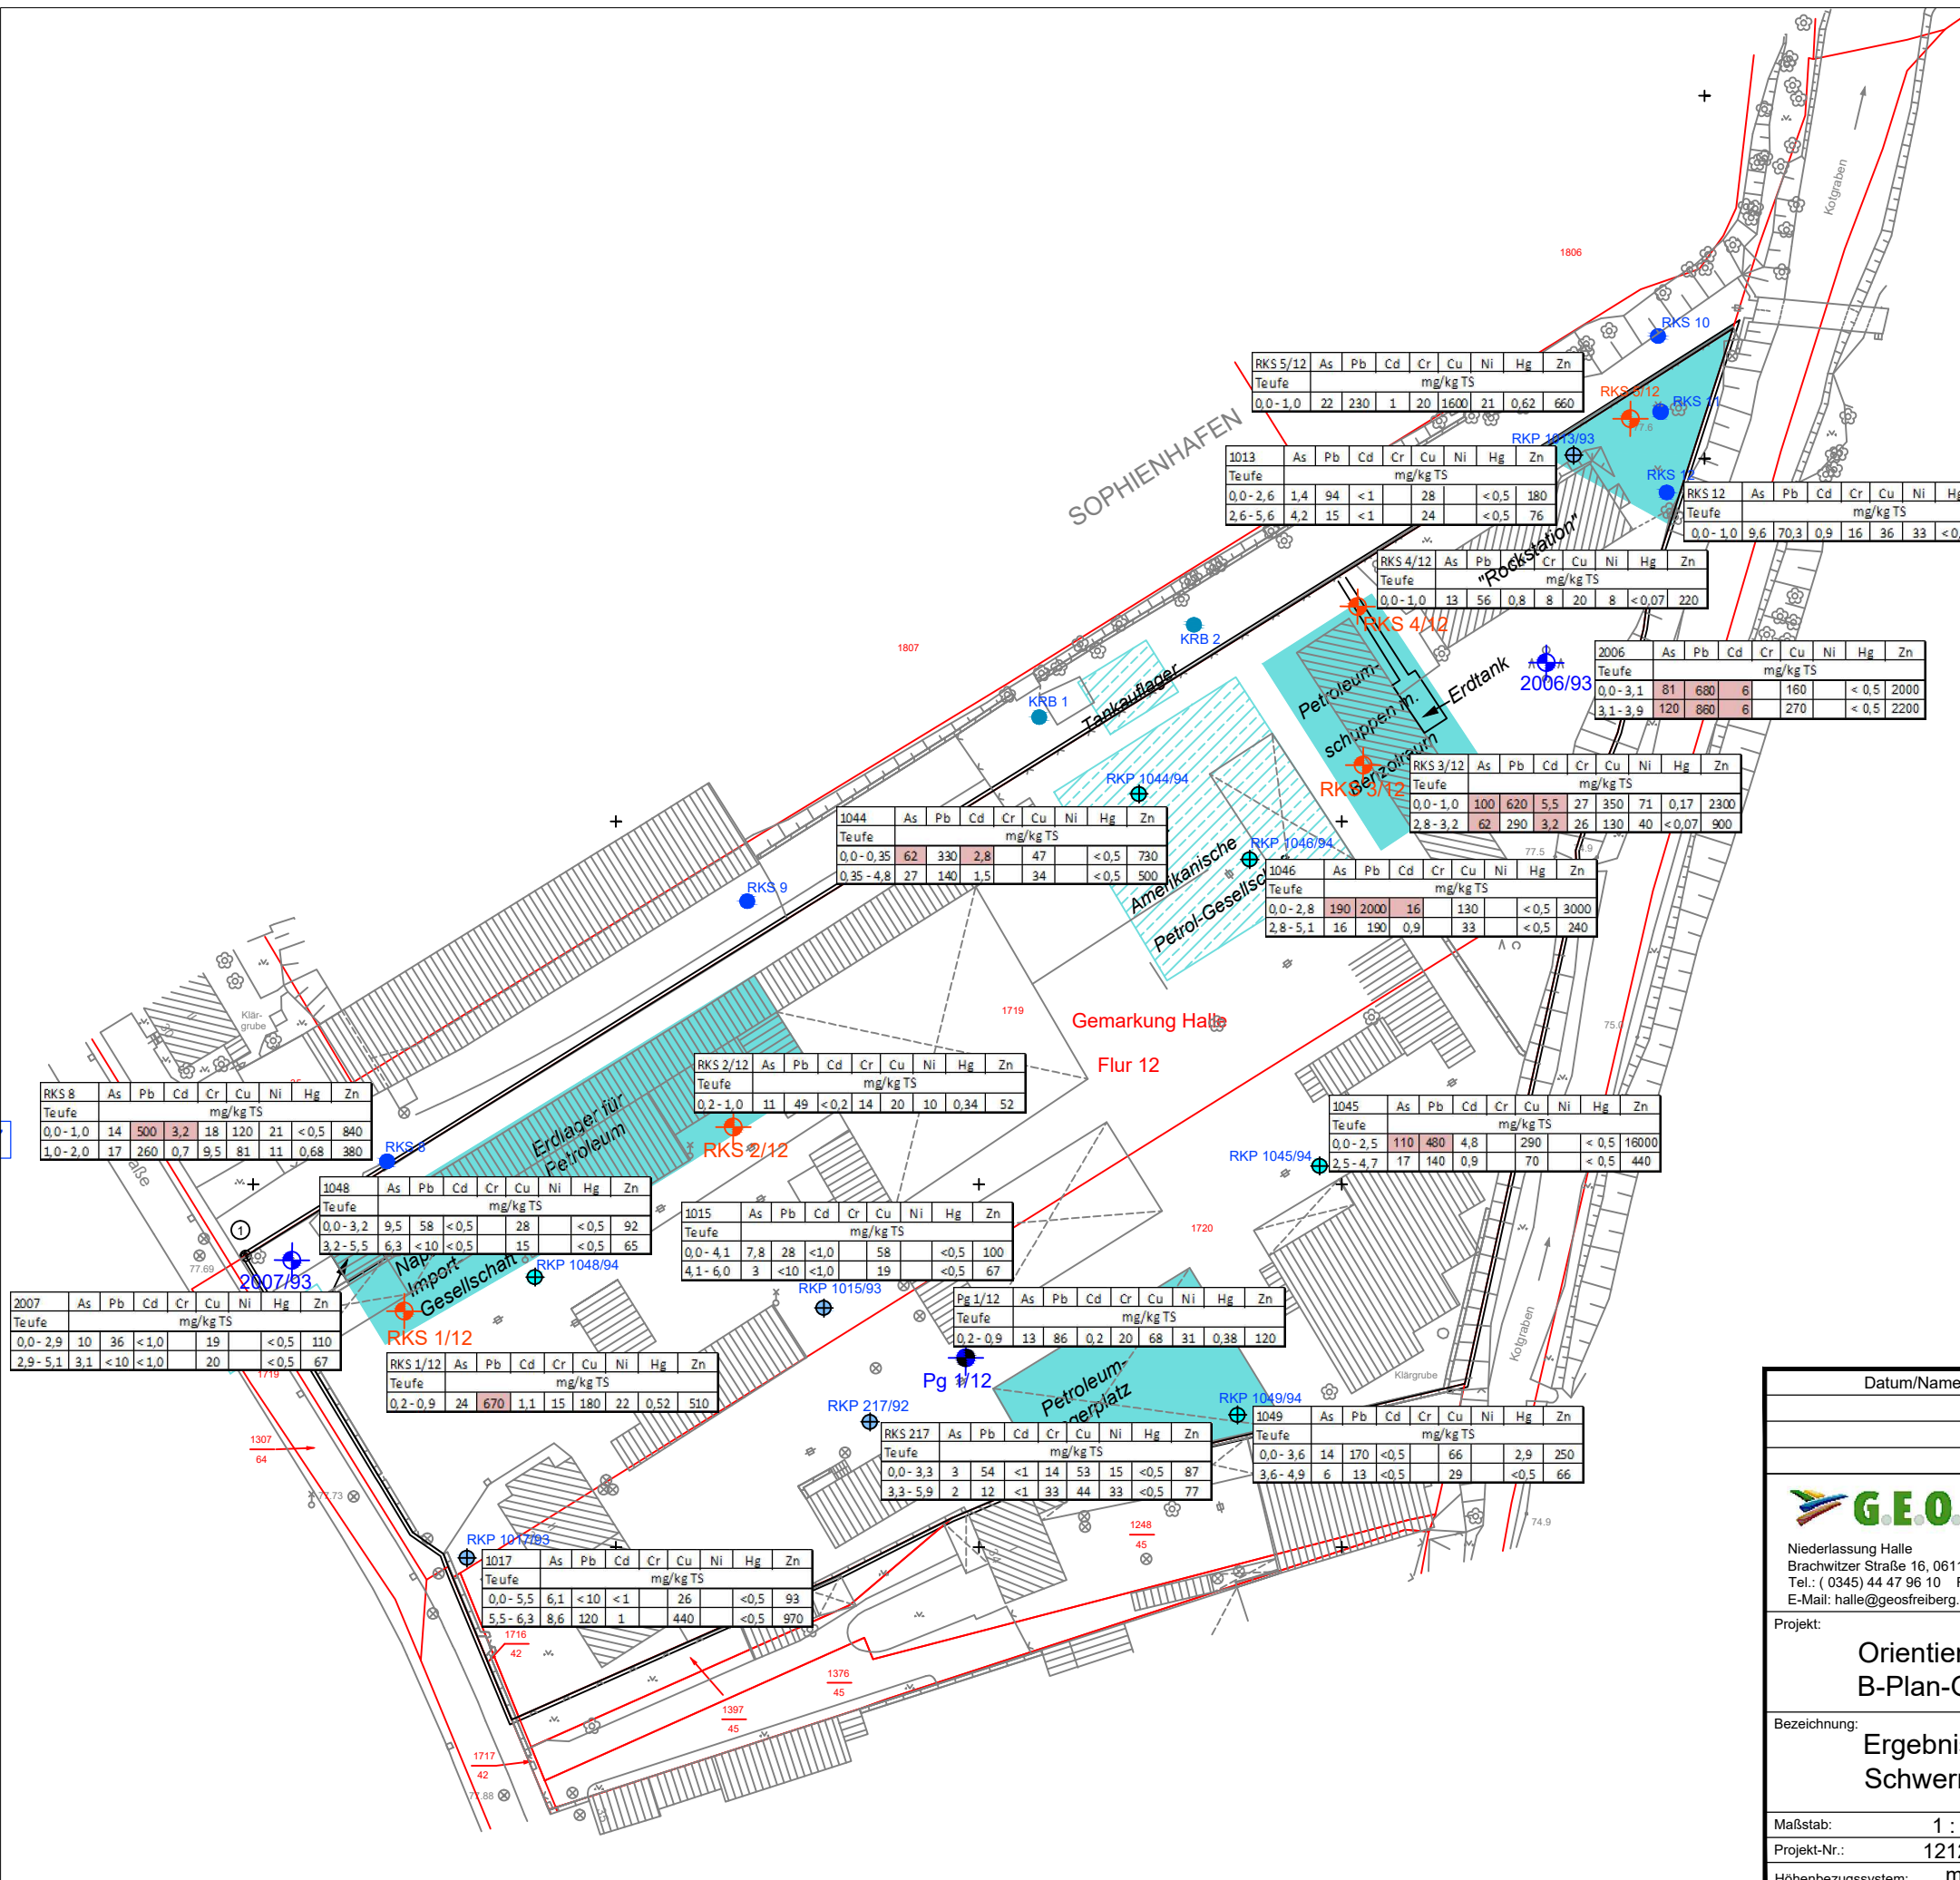 1806
Kotgraben
SOPHIENHAFEN
RKS 10
RKS 5/12 As Pb Cd Cr Cu Ni Hg Zn
Teufe mg/kg TS
0,0 - 1,0 22 230 1 20 1600 21 0,62 660
RKS 5/12
RKS 11
77.6
RKP 1013/93
1013 As Pb Cd Cr Cu Ni Hg Zn
Teufe mg/kg TS
0,0 - 2,6 1,4 94 <1 28 <0,5 180
2,6 - 5,6 4,2 15 <1 24 <0,5 76
RKS 12
RKS 12 As Pb Cd Cr Cu Ni
Teufe mg/kg TS
0,0 - 1,0 9,6 70,3 0,9 16 36 33
"Rockstation"
RKS 4/12 As Pb Cr Cu Ni Hg Zn
Teufe mg/kg TS
0,0 - 1,0 13 56 0,8 8 20 8 <0,07 220
RKS 4/12
KRB 2
1807
KRB 1
Tankauflager
Petroleum-
schuppen m.
Benzolraum
Erdtank
2006/93
2006 As Pb Cd Cr Cu Ni Hg Zn
Teufe mg/kg TS
0,0 - 3,1 81 680 6 160 < 0,5 2000
3,1 - 3,9 120 860 6 270 < 0,5 2200
RKS 3/12
RKS 3/12 As Pb Cd Cr Cu Ni Hg Zn
Teufe mg/kg TS
0,0 - 1,0 100 620 5,5 27 350 71 0,17 2300
2,8 - 3,2 62 290 3,2 26 130 40 <0,07 900
77.5
RKP 1044/94
1044 As Pb Cd Cr Cu Ni Hg Zn
Teufe mg/kg TS
0,0 - 0,35 62 330 2,8 47 <0,5 730
0,35 - 4,8 27 140 1,5 34 <0,5 500
Amerikanische
RKP 1046/94
1046 As Pb Cd Cr Cu Ni Hg Zn
Teufe mg/kg TS
0,0 - 2,8 190 2000 16 130 <0,5 3000
2,8 - 5,1 16 190 0,9 33 <0,5 240
RKS 9
Klär-
grube
1719
Gemarkung Halle
Flur 12
RKS 8 As Pb Cd Cr Cu Ni Hg Zn
Teufe mg/kg TS
0,0 - 1,0 14 500 3,2 18 120 21 <0,5 840
1,0 - 2,0 17 260 0,7 9,5 81 11 0,68 380
RKS 8
RKS 2/12 As Pb Cd Cr Cu Ni Hg Zn
Teufe mg/kg TS
0,2 - 1,0 11 49 <0,2 14 20 10 0,34 52
Erdlager für
Petroleum
RKS 2/12
1045 As Pb Cd Cr Cu Ni Hg Zn
Teufe mg/kg TS
0,0 - 2,5 110 480 4,8 290 < 0,5 16000
2,5 - 4,7 17 140 0,9 70 < 0,5 440
RKP 1045/94
1048 As Pb Cd Cr Cu Ni Hg Zn
Teufe mg/kg TS
0,0 - 3,2 9,5 58 <0,5 28 <0,5 92
3,2 - 5,5 6,3 <10 <0,5 15 <0,5 65
1015 As Pb Cd Cr Cu Ni Hg Zn
Teufe mg/kg TS
0,0 - 4,1 7,8 28 <1,0 58 <0,5 100
4,1 - 6,0 3 <10 <1,0 19 <0,5 67
1720
1
77.69
2007/93
Import-
Gesellschaft
RKP 1048/94
RKP 1015/93
2007 As Pb Cd Cr Cu Ni Hg Zn
Teufe mg/kg TS
0,0 - 2,9 10 36 <1,0 19 <0,5 110
2,9 - 5,1 3,1 <10 <1,0 20 <0,5 67
1719
RKS 1/12
RKS 1/12 As Pb Cd Cr Cu Ni Hg Zn
Teufe mg/kg TS
0,2 - 0,9 24 670 1,1 15 180 22 0,52 510
Pg 1/12 As Pb Cd Cr Cu Ni Hg Zn
Teufe mg/kg TS
0,2 - 0,9 13 86 0,2 20 68 31 0,38 120
Pg 1/12
Petroleum-
Kotgraben
Klärgrube
RKP 217/92
RKS 217 As Pb Cd Cr Cu Ni Hg Zn
Teufe mg/kg TS
0,0 - 3,3 3 54 <1 14 53 15 <0,5 87
3,3 - 5,9 2 12 <1 33 44 33 <0,5 77
RKP 1049/94
1049 As Pb Cd Cr Cu Ni Hg Zn
Teufe mg/kg TS
0,0 - 3,6 14 170 <0,5 66 2,9 250
3,6 - 4,9 6 13 <0,5 29 <0,5 66
1307
64
77.73
1248
45
74.9
RKP 1017/93
1017 As Pb Cd Cr Cu Ni Hg Zn
Teufe mg/kg TS
0,0 - 5,5 6,1 <10 <1 26 <0,5 93
5,5 - 6,3 8,6 120 1 440 <0,5 970
1716
42
1376
45
1397
45
1717
42
77.88
Datum/Name
G.E.O.
Niederlassung Halle
Brachwitzer Straße 16,
Tel.: ( 0345) 44 47 96 10
E-Mail: halle@geosfreiberg.
Projekt:
B-Plan-
Bezeichnung:
Maßstab: 1 :
Projekt-Nr.:
Höhenbezugssystem: